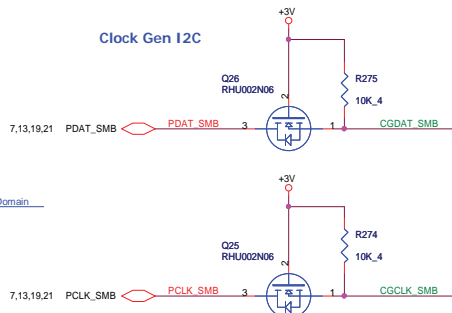 +3V
Clock Gen I2C
Q26
RHU002N06
R275
10K_4
2
7,13,19,21 PDAT_SMB PDAT_SMB 3 1 CGDAT_SMB
+3V
Domain
Q25
RHU002N06
R274
10K_4
2
7,13,19,21 PCLK_SMB PCLK_SMB 3 1 CGCLK_SMB